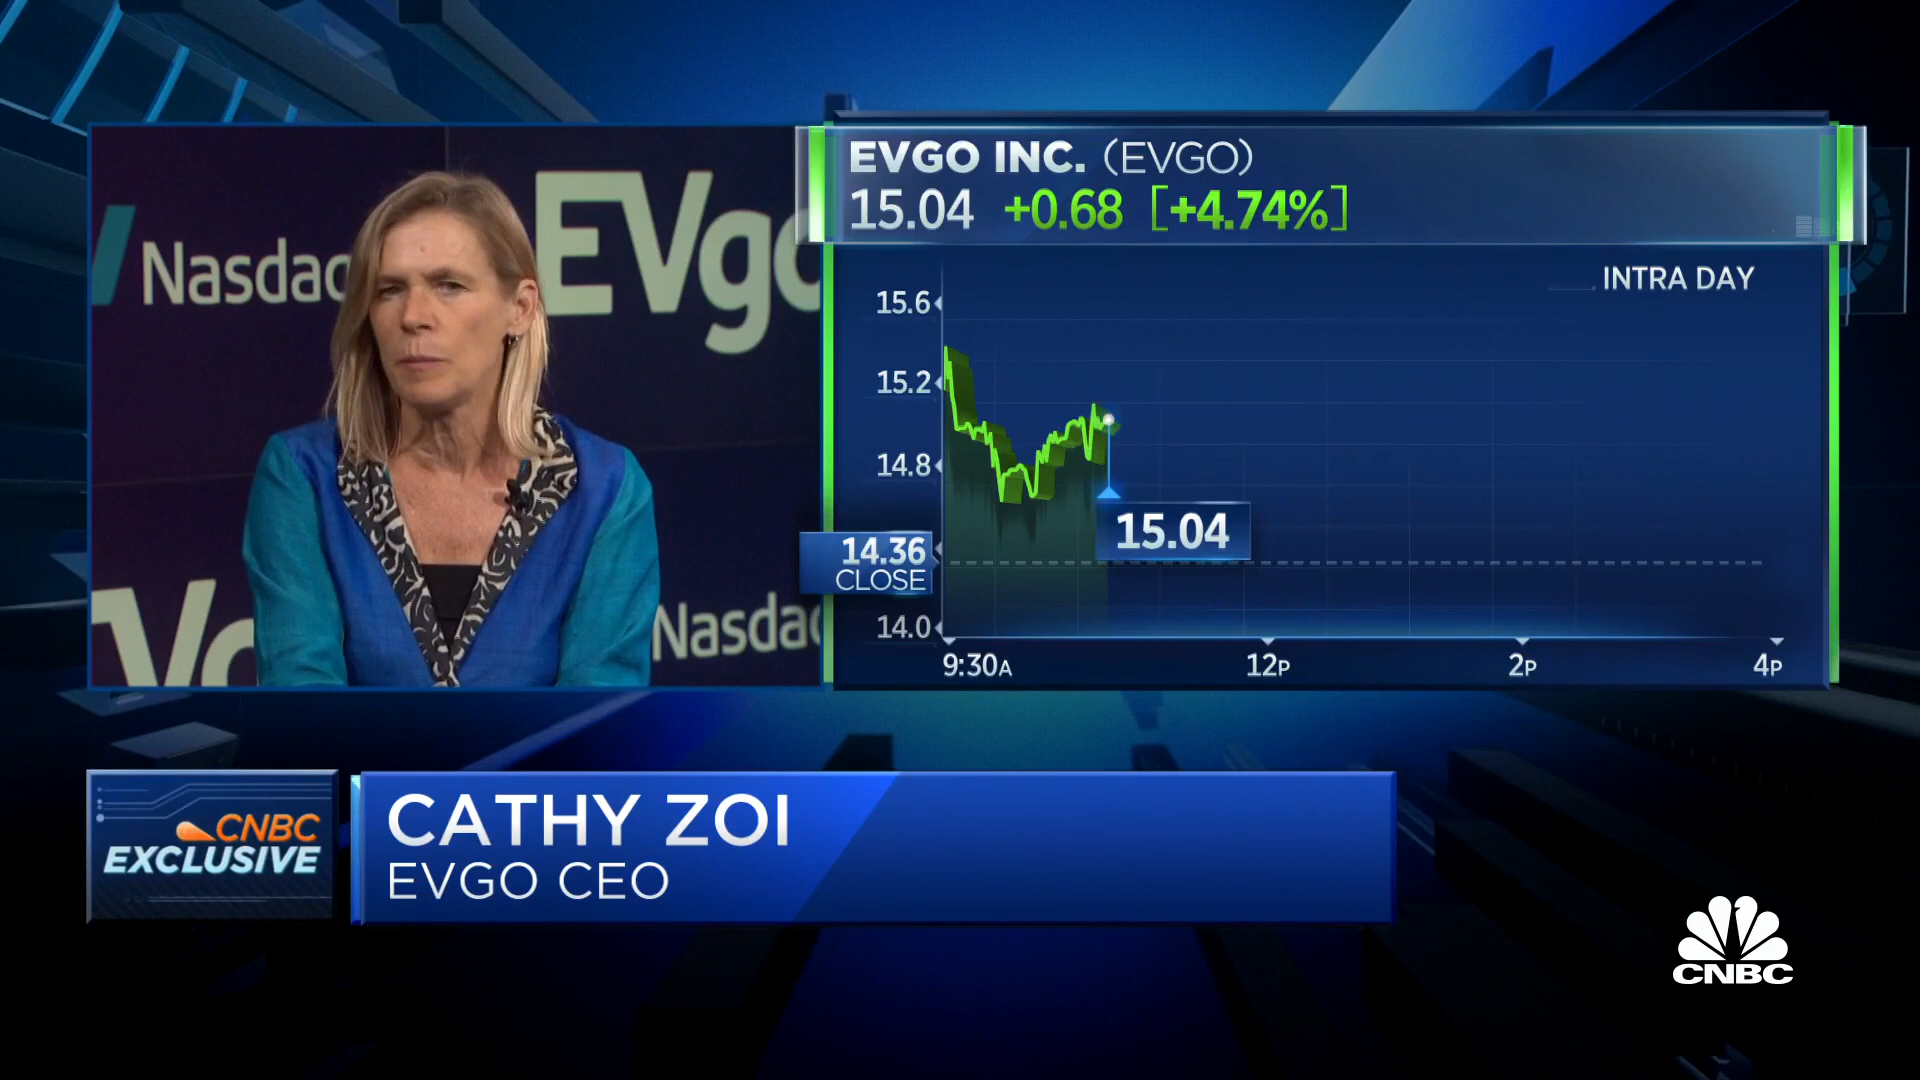 EVGO INC. (EVGO)
15.04 +0.68 [+4.74%]
INTRA DAY
15.6
15.2
14.8
14.36
CLOSE
14.0
15.04
9:30A 12P 2P 4P
Nasdaq
EVgo
EVgo
Nasdaq
CNBC
EXCLUSIVE
CATHY ZOI
EVGO CEO
CNBC